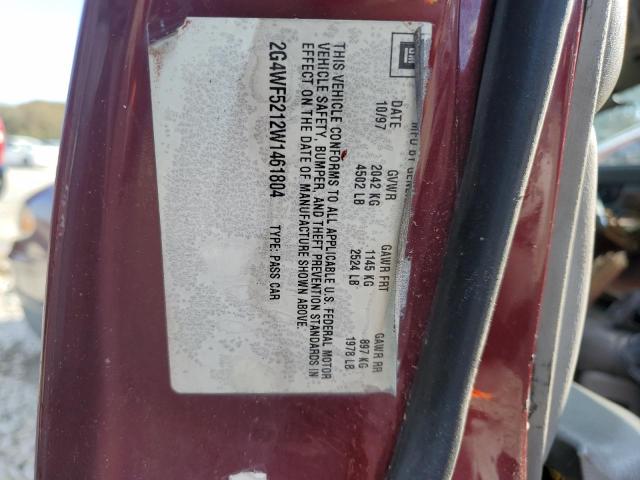 GM
MFD BY GENE
DATE GVWR GAWR FRT GAWR RR
10/97 2042 KG 1145 KG 897 KG
4502 LB 2524 LB 1978 LB
THIS VEHICLE CONFORMS TO ALL APPLICABLE U.S. FEDERAL MOTOR
VEHICLE SAFETY, BUMPER, AND THEFT PREVENTION STANDARDS IN
EFFECT ON THE DATE OF MANUFACTURE SHOWN ABOVE.
2G4WF5212W1461804 TYPE: PASS CAR